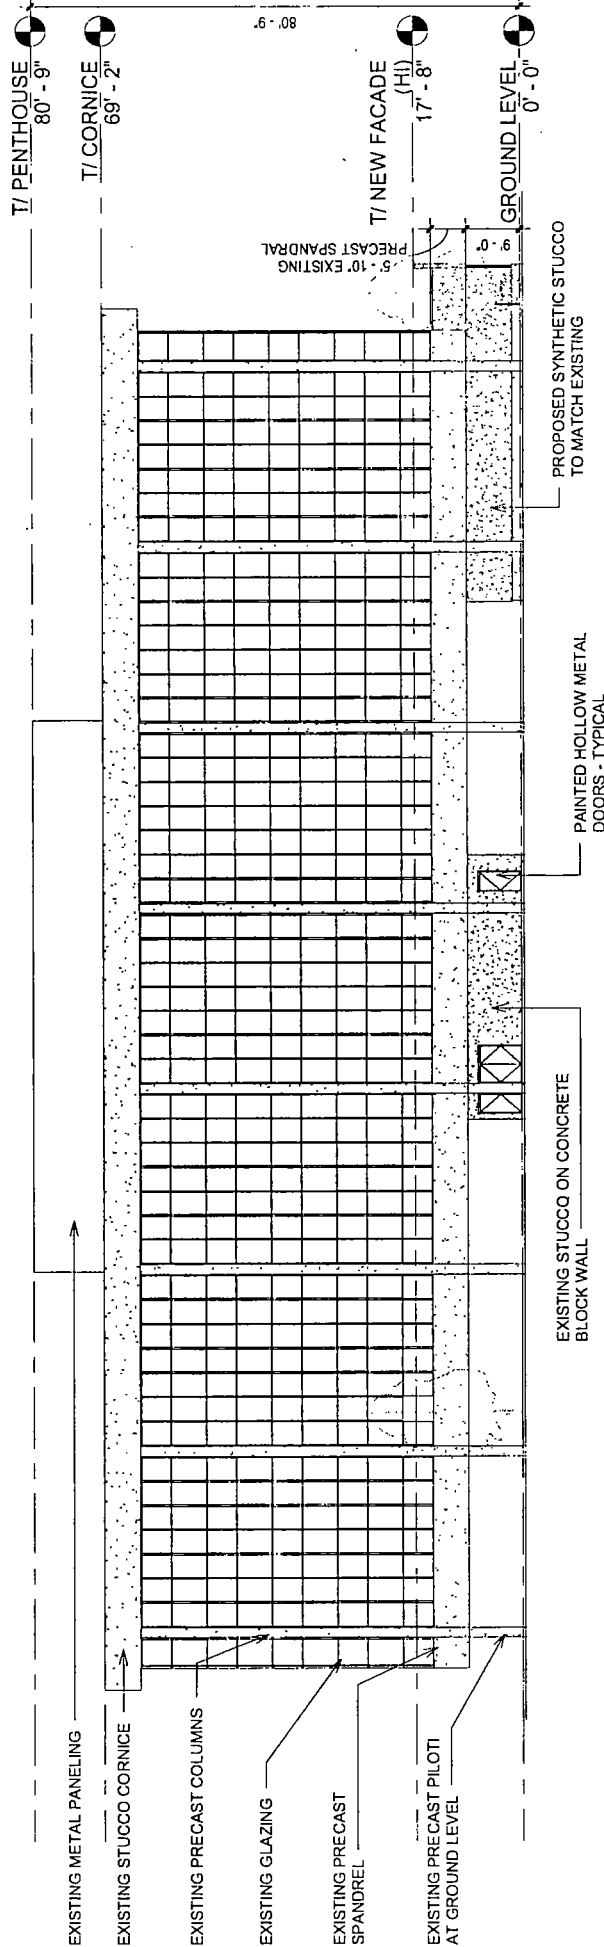 T/ PENTHOUSE
80' - 9"
T/ CORNICE
69' - 2"
T/ NEW FACADE
(HI)
17' - 8"
GROUND LEVEL
0' - 0"
80' - 9"
5' - 10" EXISTING
PRECAST SPANDRAL
9' - 0"
EXISTING METAL PANELING
EXISTING STUCCO CORNICE
EXISTING PRECAST COLUMNS
EXISTING GLAZING
EXISTING PRECAST
SPANDREL
EXISTING PRECAST PILOTI
AT GROUND LEVEL
EXISTING STUCCO ON CONCRETE
BLOCK WALL
PAINTED HOLLOW METAL
DOORS - TYPICAL
PROPOSED SYNTHETIC STUCCO
TO MATCH EXISTING